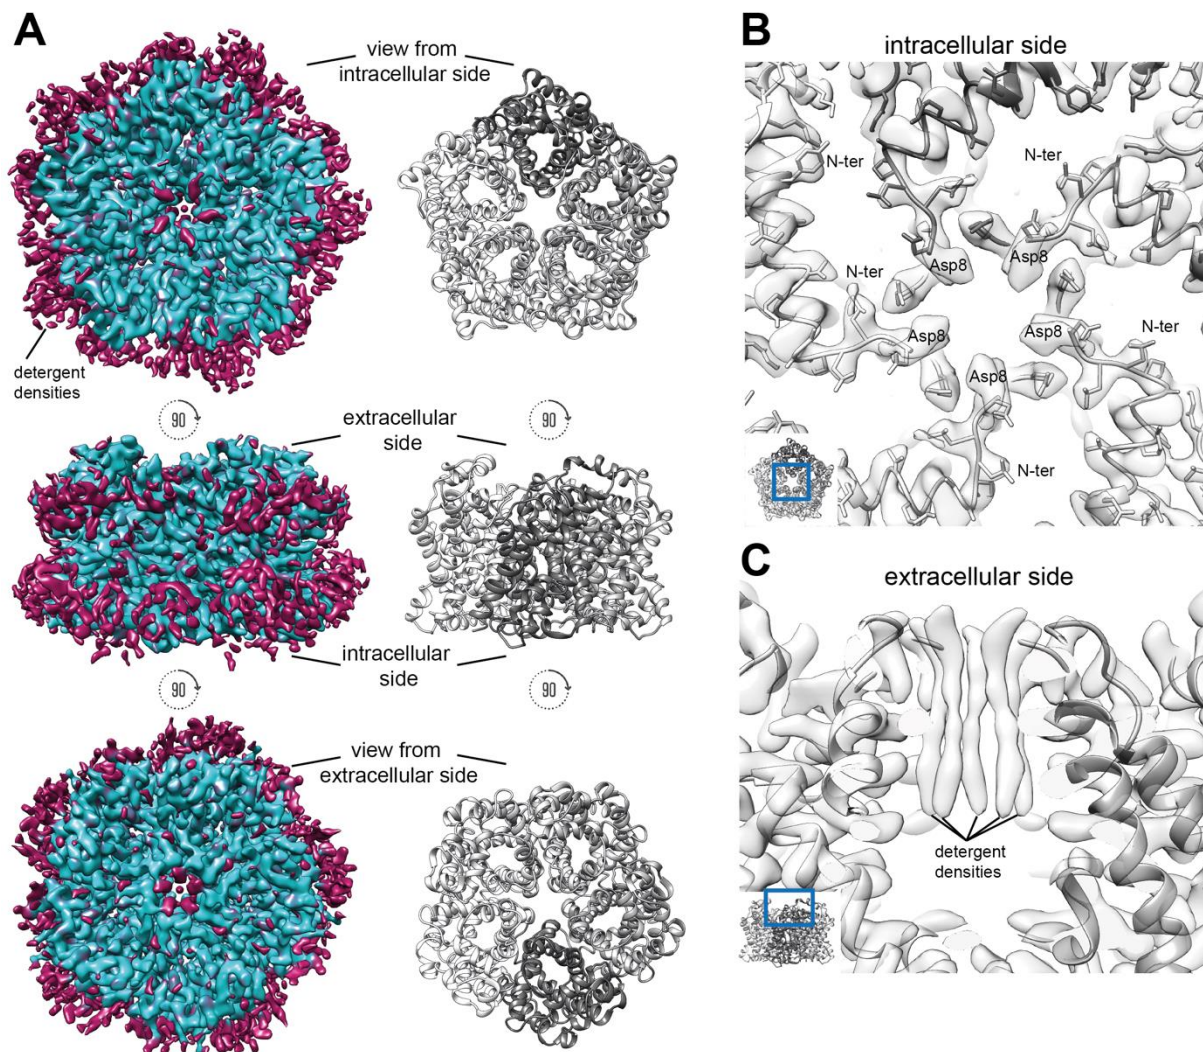 A
view from
intracellular side
detergent
densities
90
90
extracellular
side
intracellular
side
90
90
view from
extracellular side
B
intracellular side
N-ter
N-ter
Asp8
Asp8
N-ter
Asp8
Asp8
N-ter
Asp8
N-ter
C
extracellular side
detergent
densities